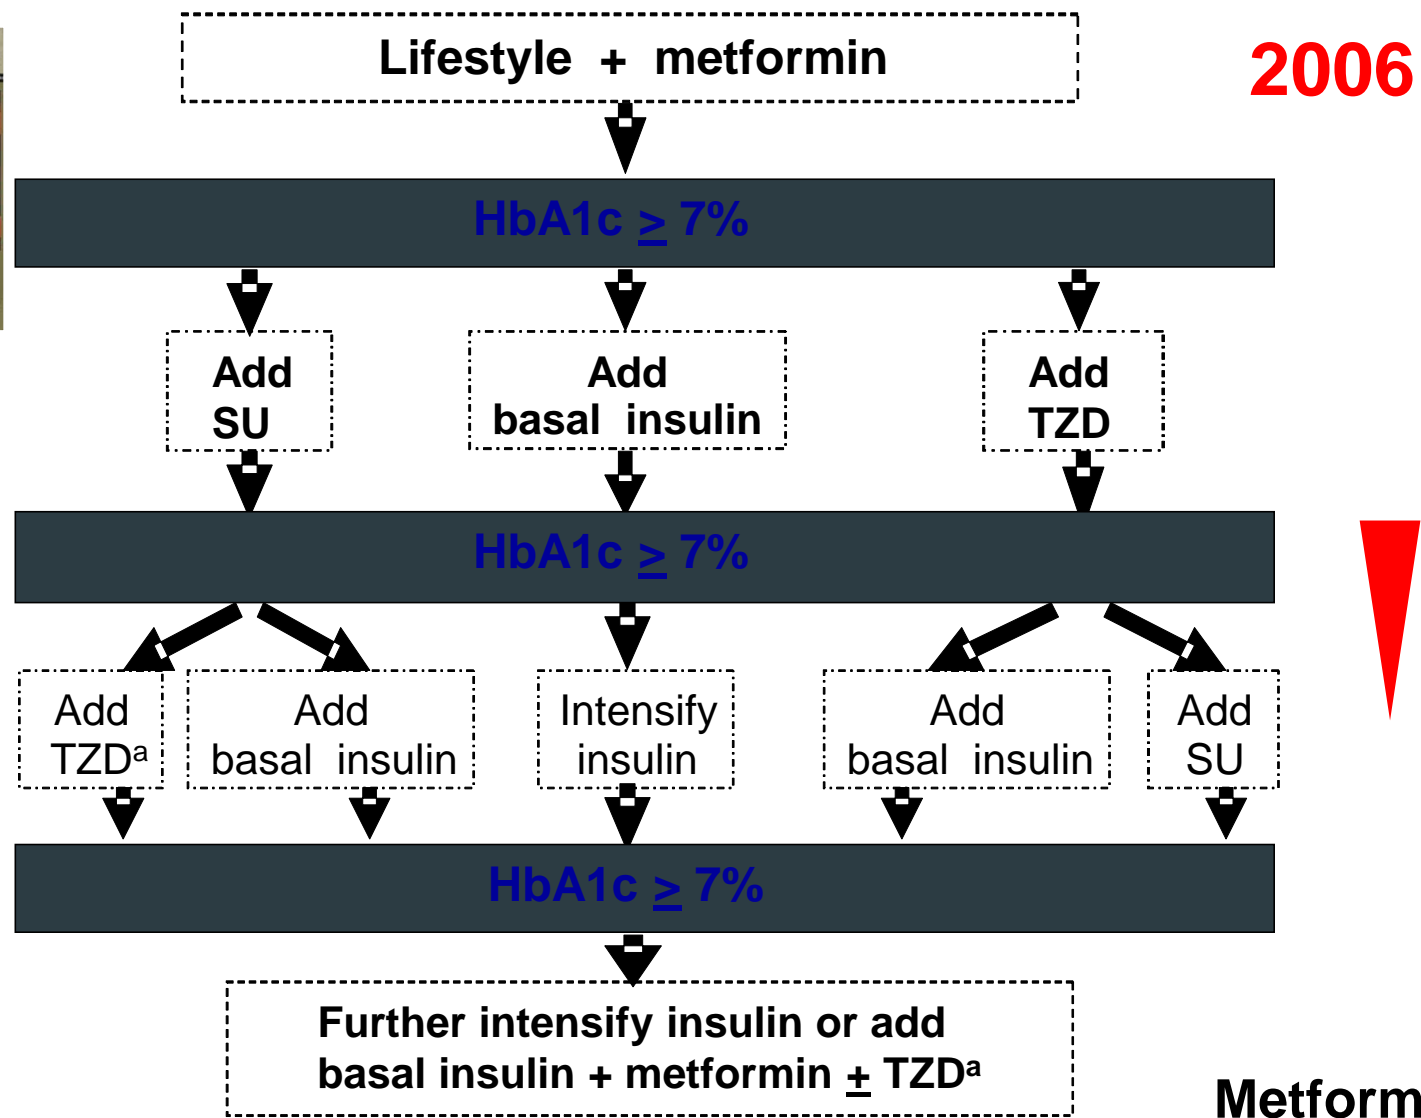 Lifestyle + metformin
2006
HbA1c ≥ 7%
Add
SU
Add
basal insulin
Add
TZD
HbA1c ≥ 7%
Add
TZDᵃ
Add
basal insulin
Intensify
insulin
Add
basal insulin
Add
SU
HbA1c ≥ 7%
Further intensify insulin or add
basal insulin + metformin ± TZDᵃ
Metform